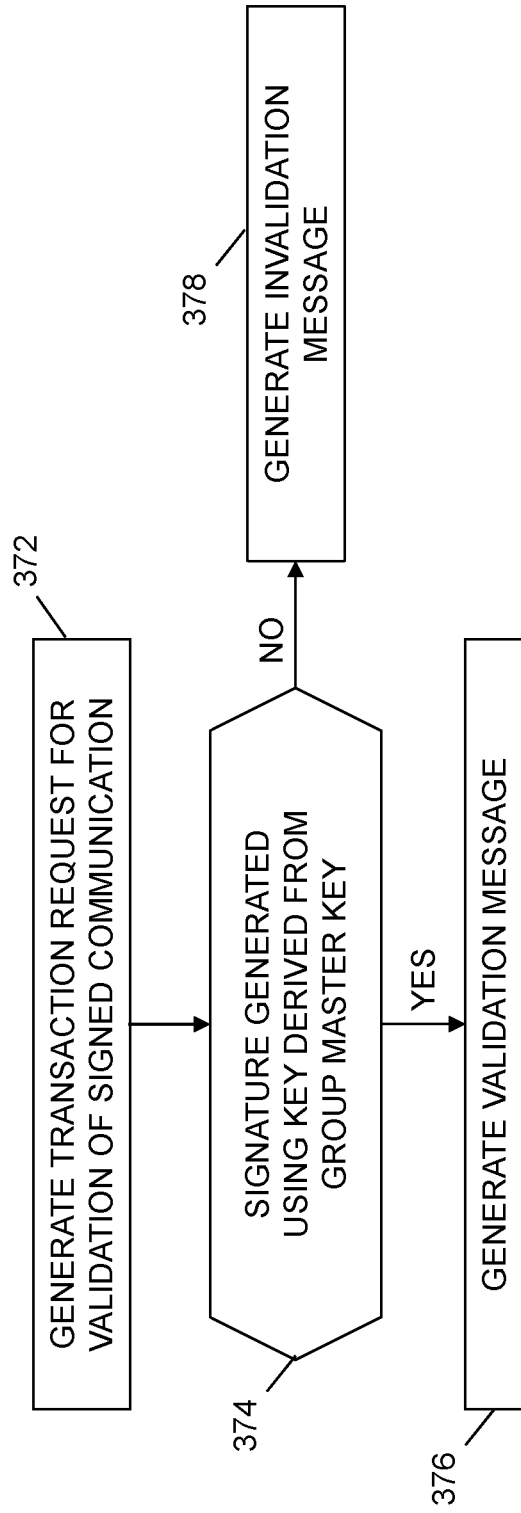 372
GENERATE TRANSACTION REQUEST FOR
VALIDATION OF SIGNED COMMUNICATION
374
SIGNATURE GENERATED
USING KEY DERIVED FROM
GROUP MASTER KEY
NO
378
GENERATE INVALIDATION
MESSAGE
YES
376
GENERATE VALIDATION MESSAGE